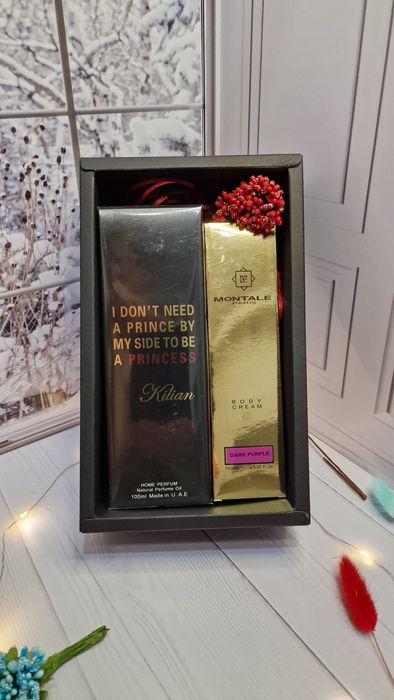 I DON'T NEED
A PRINCE BY
MY SIDE TO BE
A PRINCESS
Kilian
HOME PERFUM
Natural Perfume Oil
100ml Made in U.A.E
MONTALE
PARIS
BODY
CREAM
DARK PURPLE